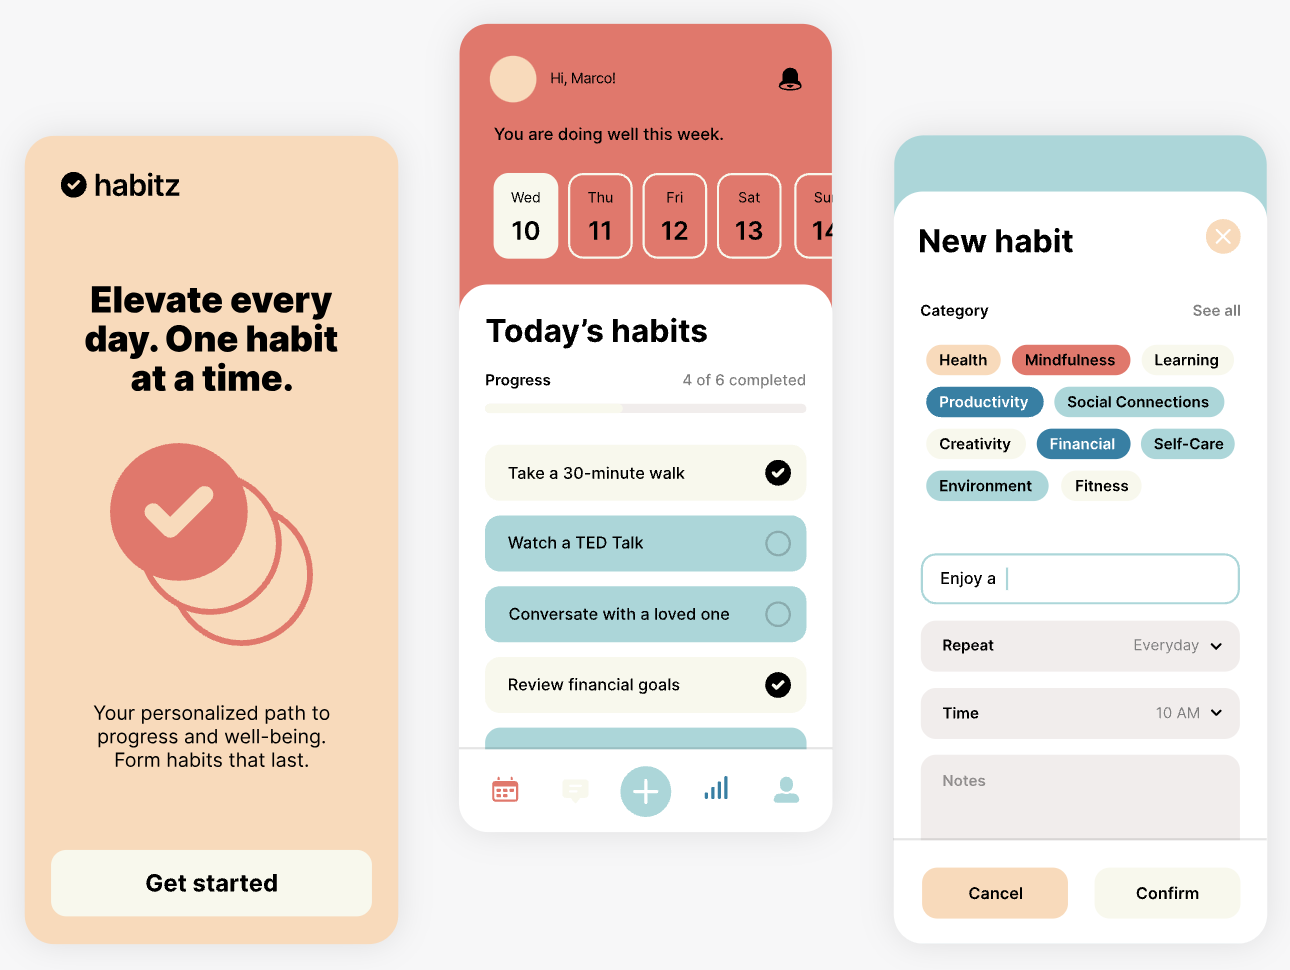 habitz
Elevate every
day. One habit
at a time.
Your personalized path to
progress and well-being.
Form habits that last.
Get started
Hi, Marco!
You are doing well this week.
Wed Thu Fri Sat
10 11 12 13 14
Today's habits
Progress 4 of 6 completed
Take a 30-minute walk
Watch a TED Talk
Conversate with a loved one
Review financial goals
New habit
Category See all
Health Mindfulness Learning
Productivity Social Connections
Creativity Financial Self-Care
Environment Fitness
Enjoy a
Repeat Everyday
Time 10 AM
Notes
Cancel Confirm